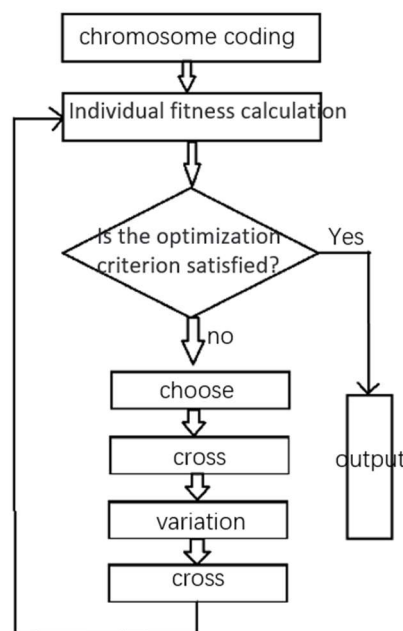 chromosome coding
Individual fitness calculation
Is the optimization
criterion satisfied?
Yes
no
choose
cross
output
variation
cross